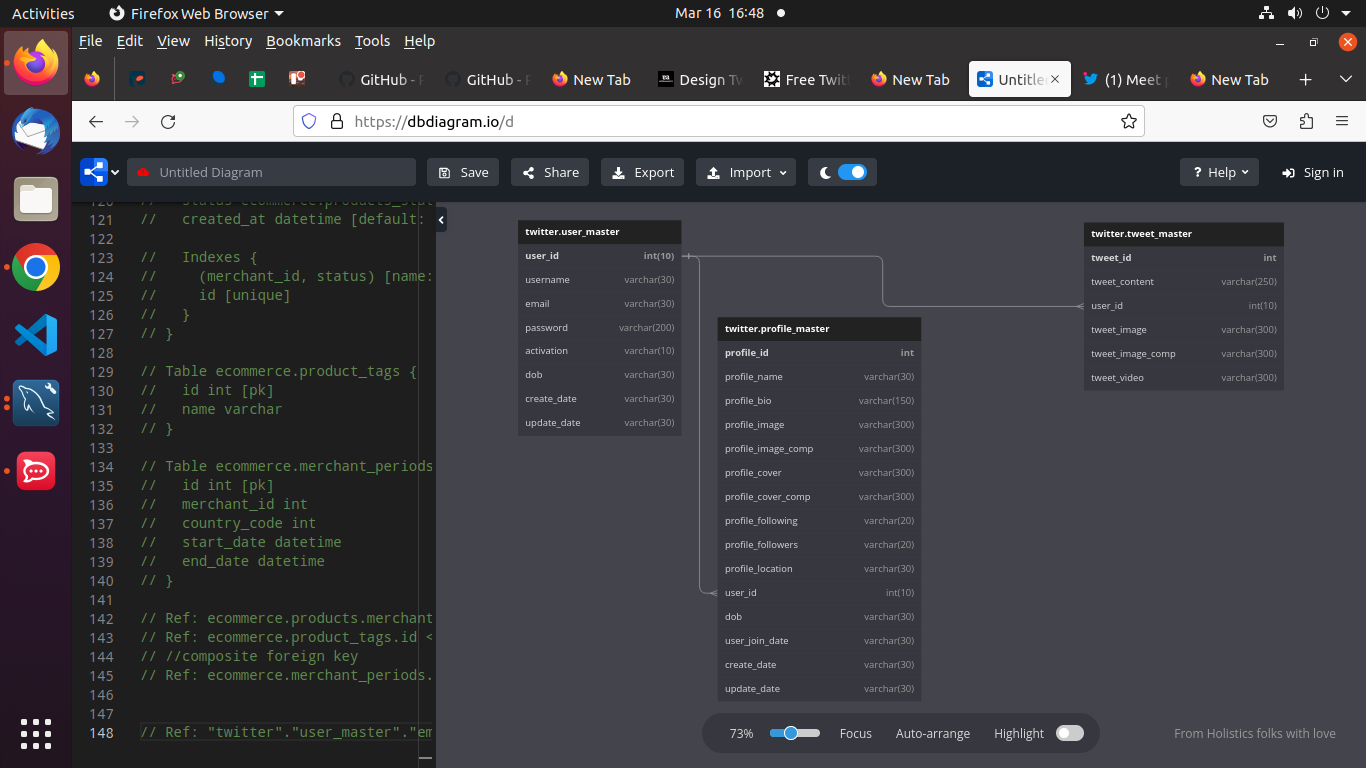 Activities
Firefox Web Browser
Mar 16 16:48
File Edit View History Bookmarks Tools Help
GitHub -
GitHub -
New Tab
Design Tw
Free Twit
New Tab
Untitled
(1) Meet
New Tab
https://dbdiagram.io/d
Untitled Diagram
Save
Share
Export
Import
? Help
Sign in
120 // status ecommerce.products_stat
121 // created_at datetime [default:
122
123 // Indexes {
124 // (merchant_id, status) [name:
125 // id [unique]
126 // }
127 // }
128
129 // Table ecommerce.product_tags {
130 // id int [pk]
131 // name varchar
132 // }
133
134 // Table ecommerce.merchant_periods
135 // id int [pk]
136 // merchant_id int
137 // country_code int
138 // start_date datetime
139 // end_date datetime
140 // }
141
142 // Ref: ecommerce.products.merchant
143 // Ref: ecommerce.product_tags.id <
144 // //composite foreign key
145 // Ref: ecommerce.merchant_periods.
146
147
148 // Ref: "twitter"."user_master"."em
twitter.user_master
user_id int(10)
username varchar(30)
email varchar(30)
password varchar(200)
activation varchar(10)
dob varchar(30)
create_date varchar(30)
update_date varchar(30)
twitter.profile_master
profile_id int
profile_name varchar(30)
profile_bio varchar(150)
profile_image varchar(300)
profile_image_comp varchar(300)
profile_cover varchar(300)
profile_cover_comp varchar(300)
profile_following varchar(20)
profile_followers varchar(20)
profile_location varchar(30)
user_id int(10)
dob varchar(30)
user_join_date varchar(30)
create_date varchar(30)
update_date varchar(30)
twitter.tweet_master
tweet_id int
tweet_content varchar(250)
user_id int(10)
tweet_image varchar(300)
tweet_image_comp varchar(300)
tweet_video varchar(300)
73% Focus Auto-arrange Highlight
From Holistics folks with love